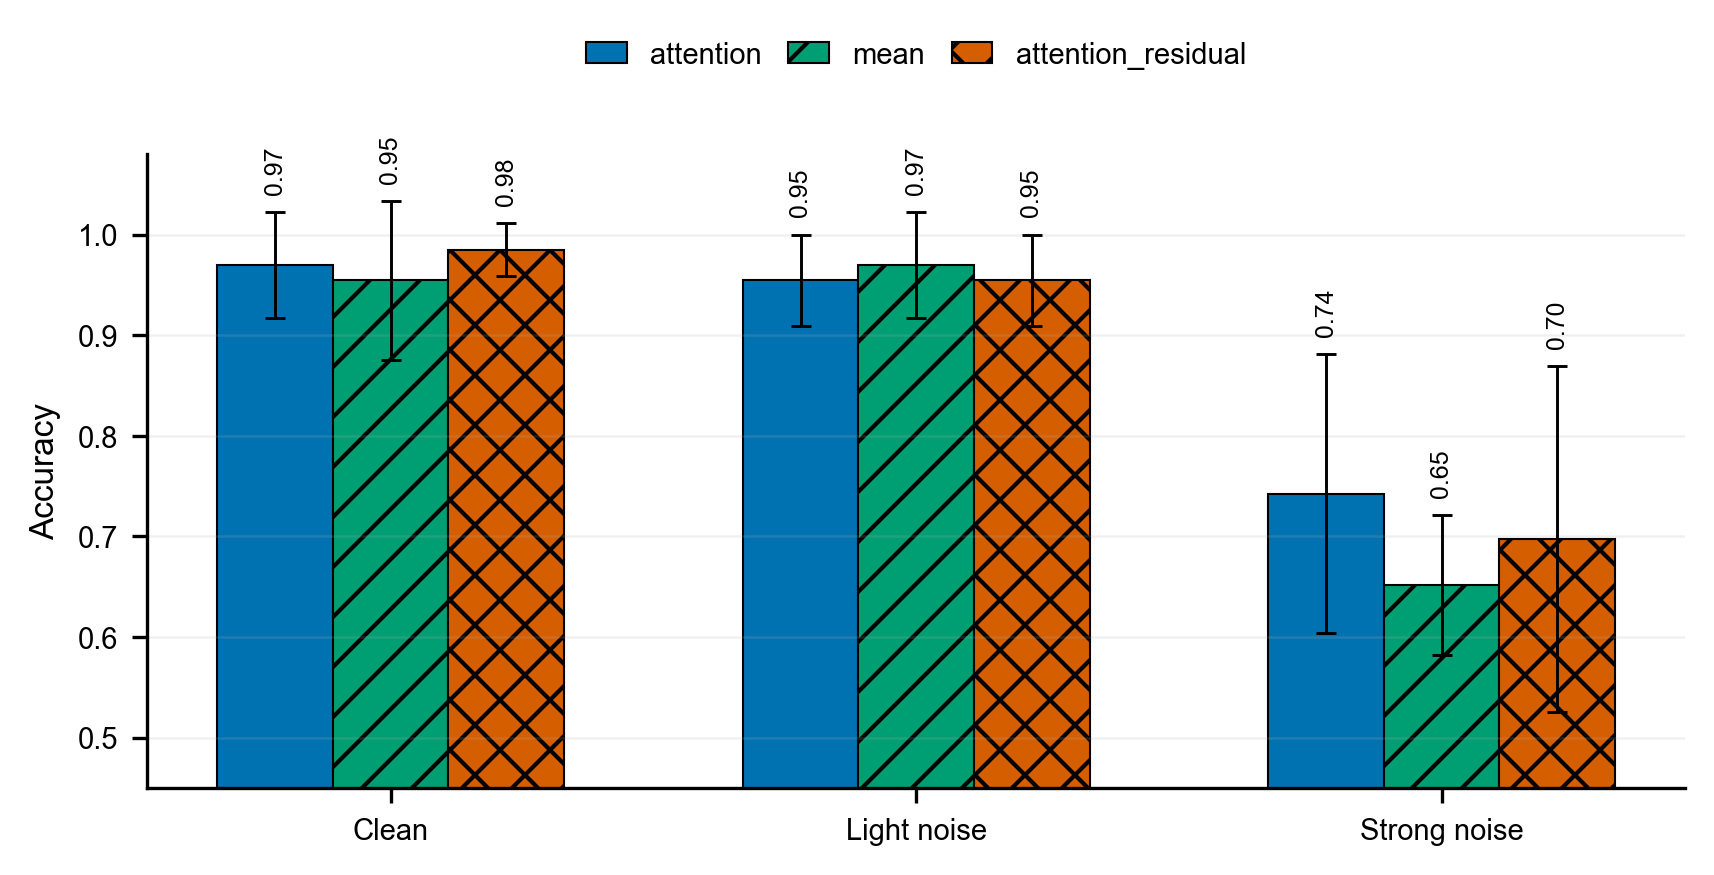 attention mean attention_residual
0.97 0.95 0.98 0.95 0.97 0.95 0.74 0.65 0.70
Accuracy
1.0
0.9
0.8
0.7
0.6
0.5
Clean Light noise Strong noise